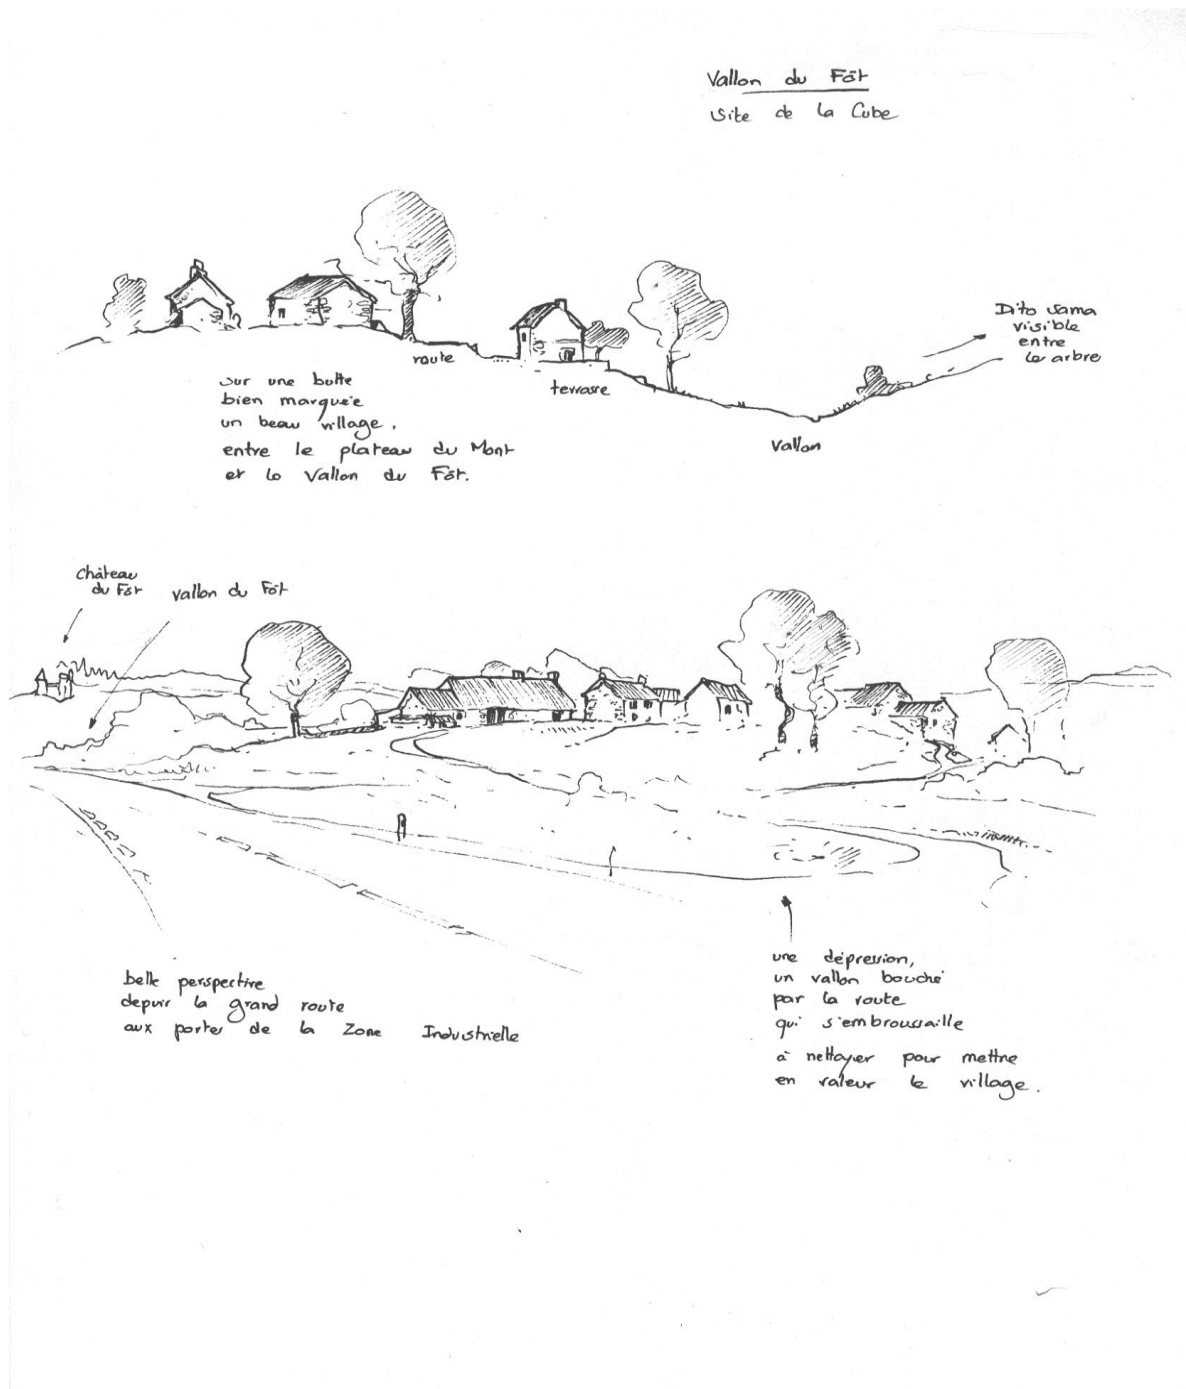 Vallon du Fôt
Site de la Cube
Dito Sama
visible
entre
les arbre
route
terrasse
Vallon
sur une butte
bien marquée
un beau village,
entre le plateau du Mont
et le Vallon du Fôt.
Château
du Fôt
vallon du Fôt
belle perspective
depuis la grand route
aux portes de la Zone Industrielle
une dépression,
un vallon bouché
par la route
qui s'embroussaille
à nettoyer pour mettre
en valeur le village.